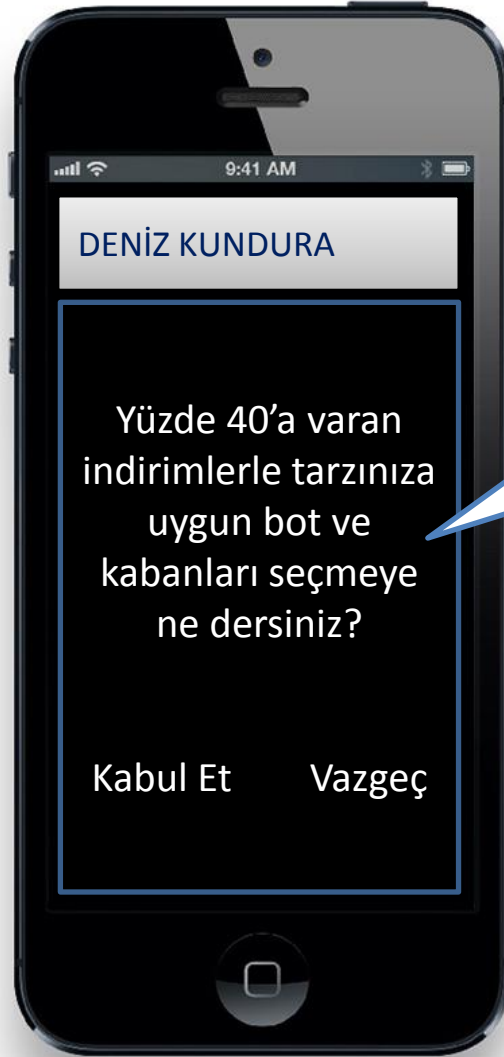 9:41 AM
DENİZ KUNDURA
Yüzde 40’a varan
indirimlerle tarzınıza
uygun bot ve
kabanları seçmeye
ne dersiniz?
Kabul Et Vazgeç